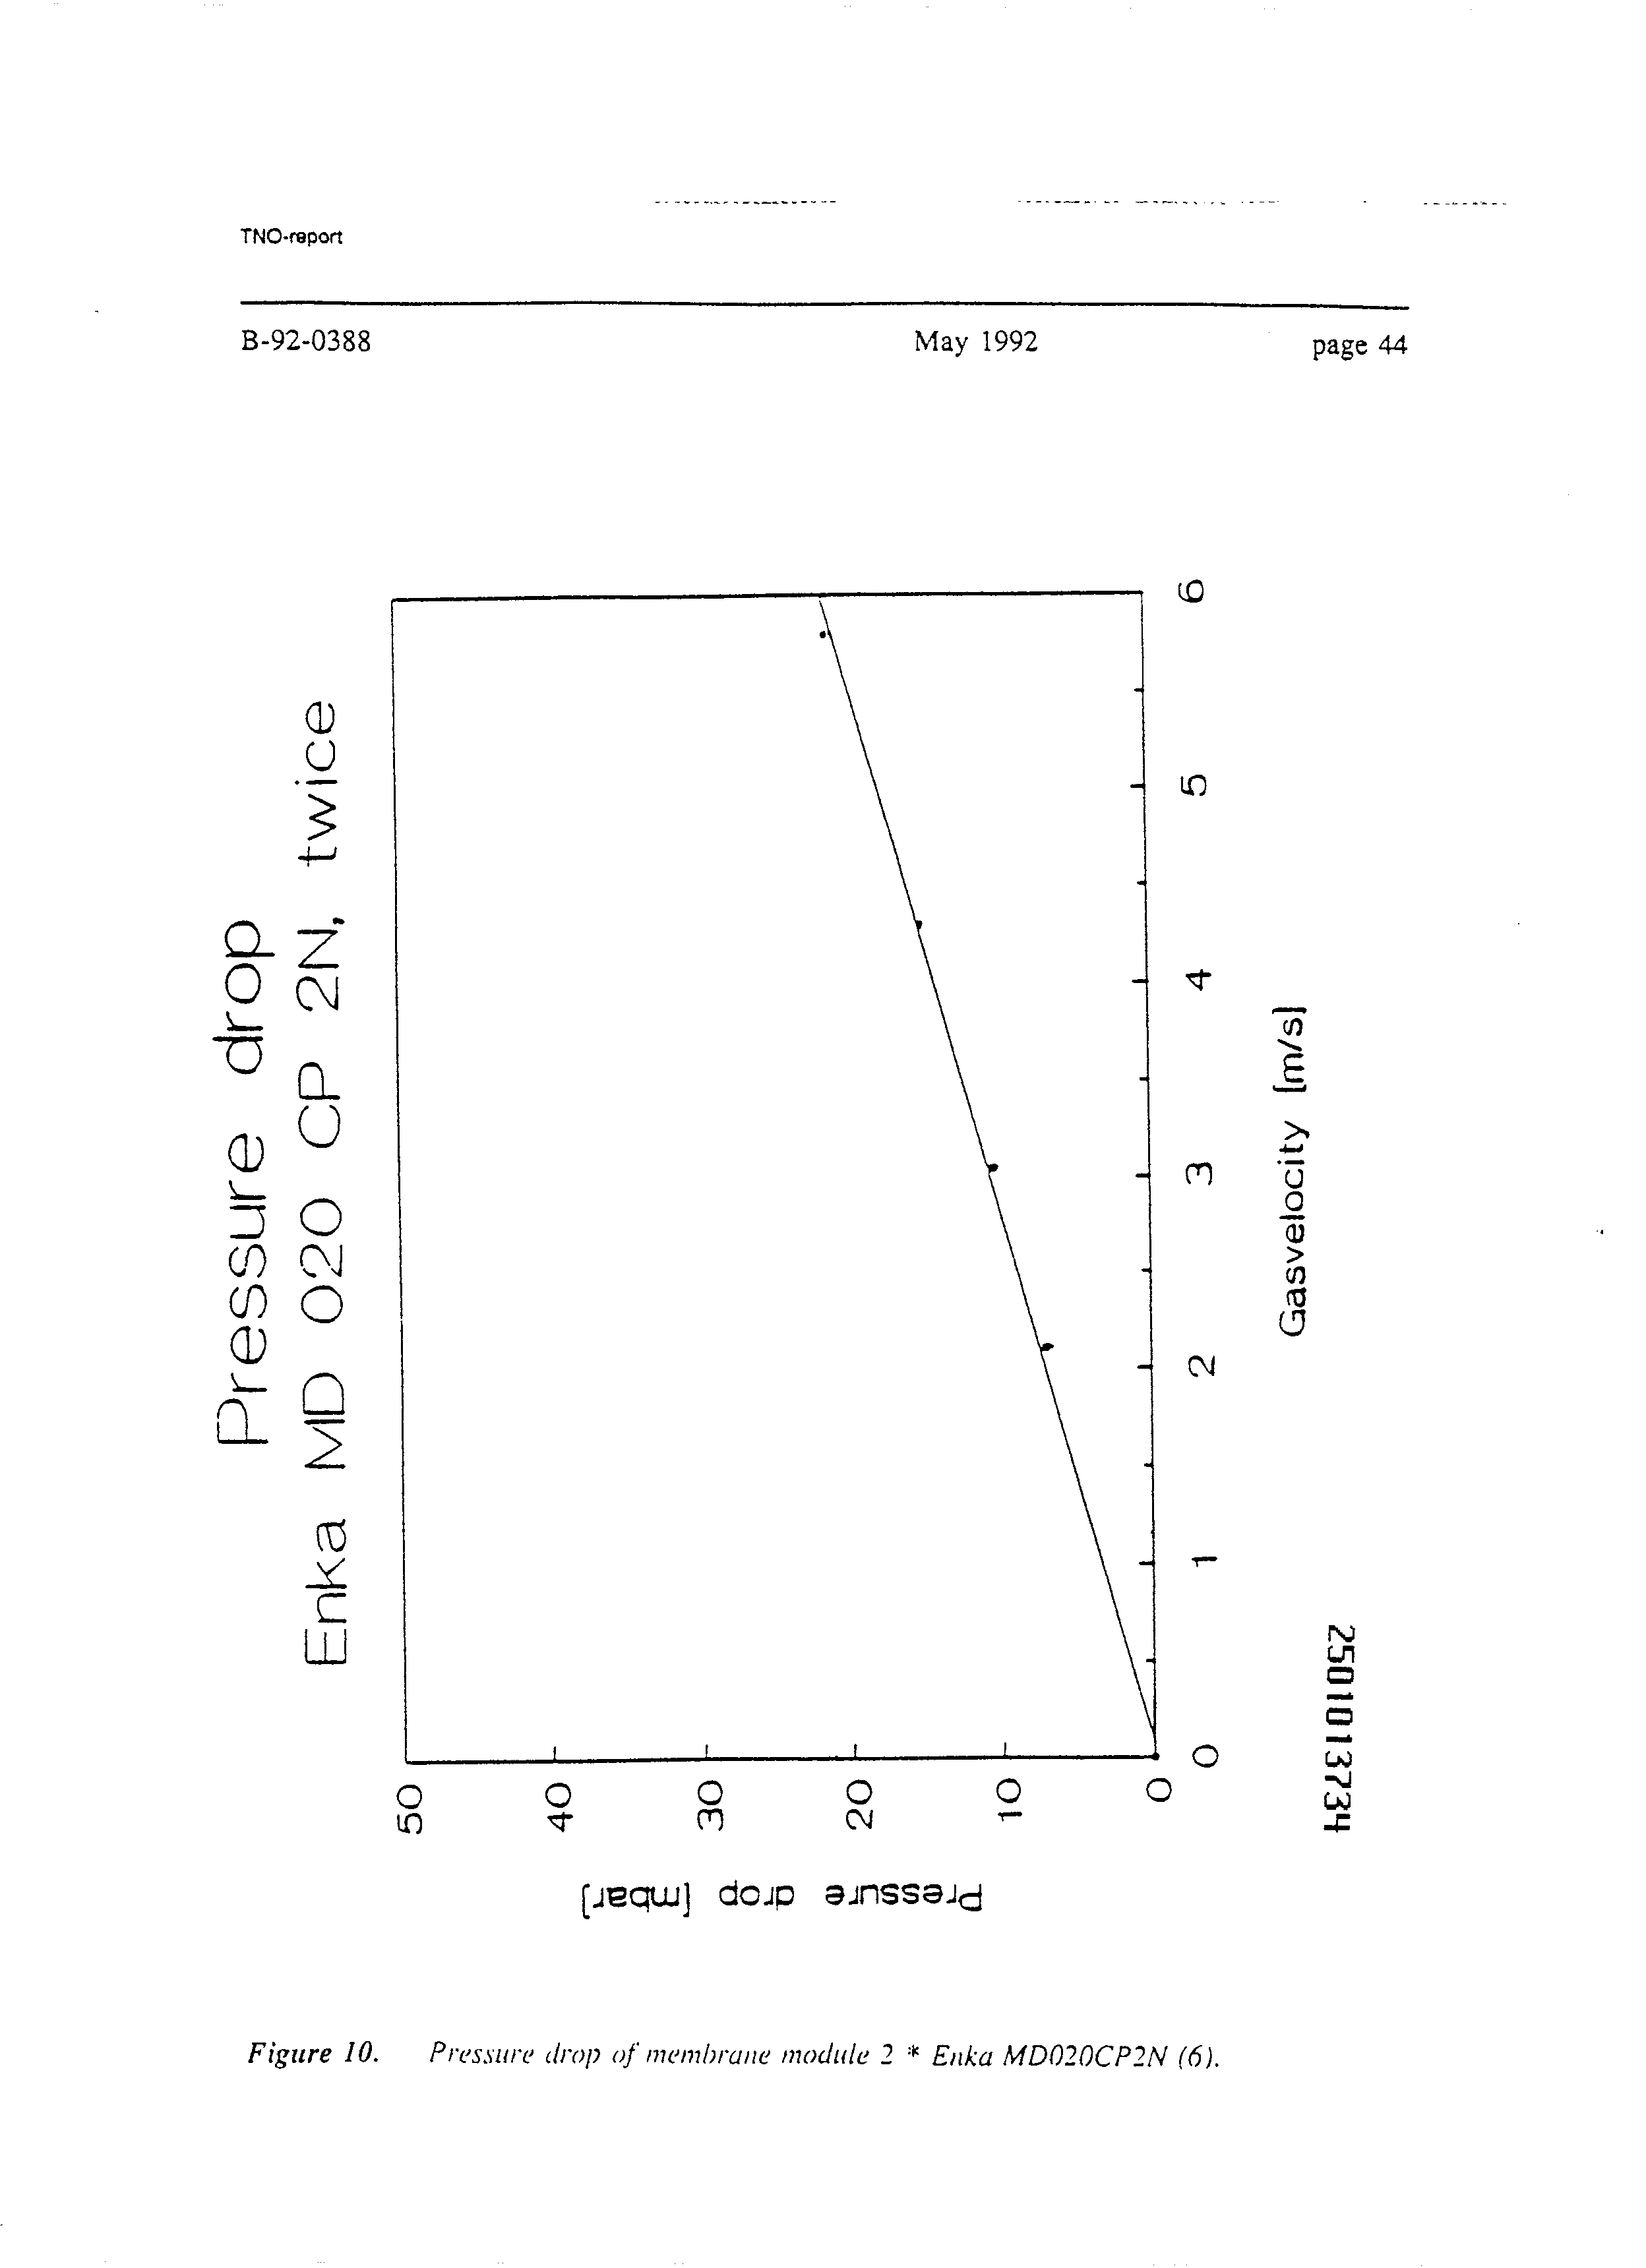 TNO-report
B-92-0388 May 1992 page 44
Pressure drop
Enka MD 020 CP 2N, twice
50
40
30
20
10
0
Pressure drop [mbar]
0 1 2 3 4 5 6
Gasvelocity [m/s]
2501013734
Figure 10. Pressure drop of membrane module 2 * Enka MD020CP2N (6).